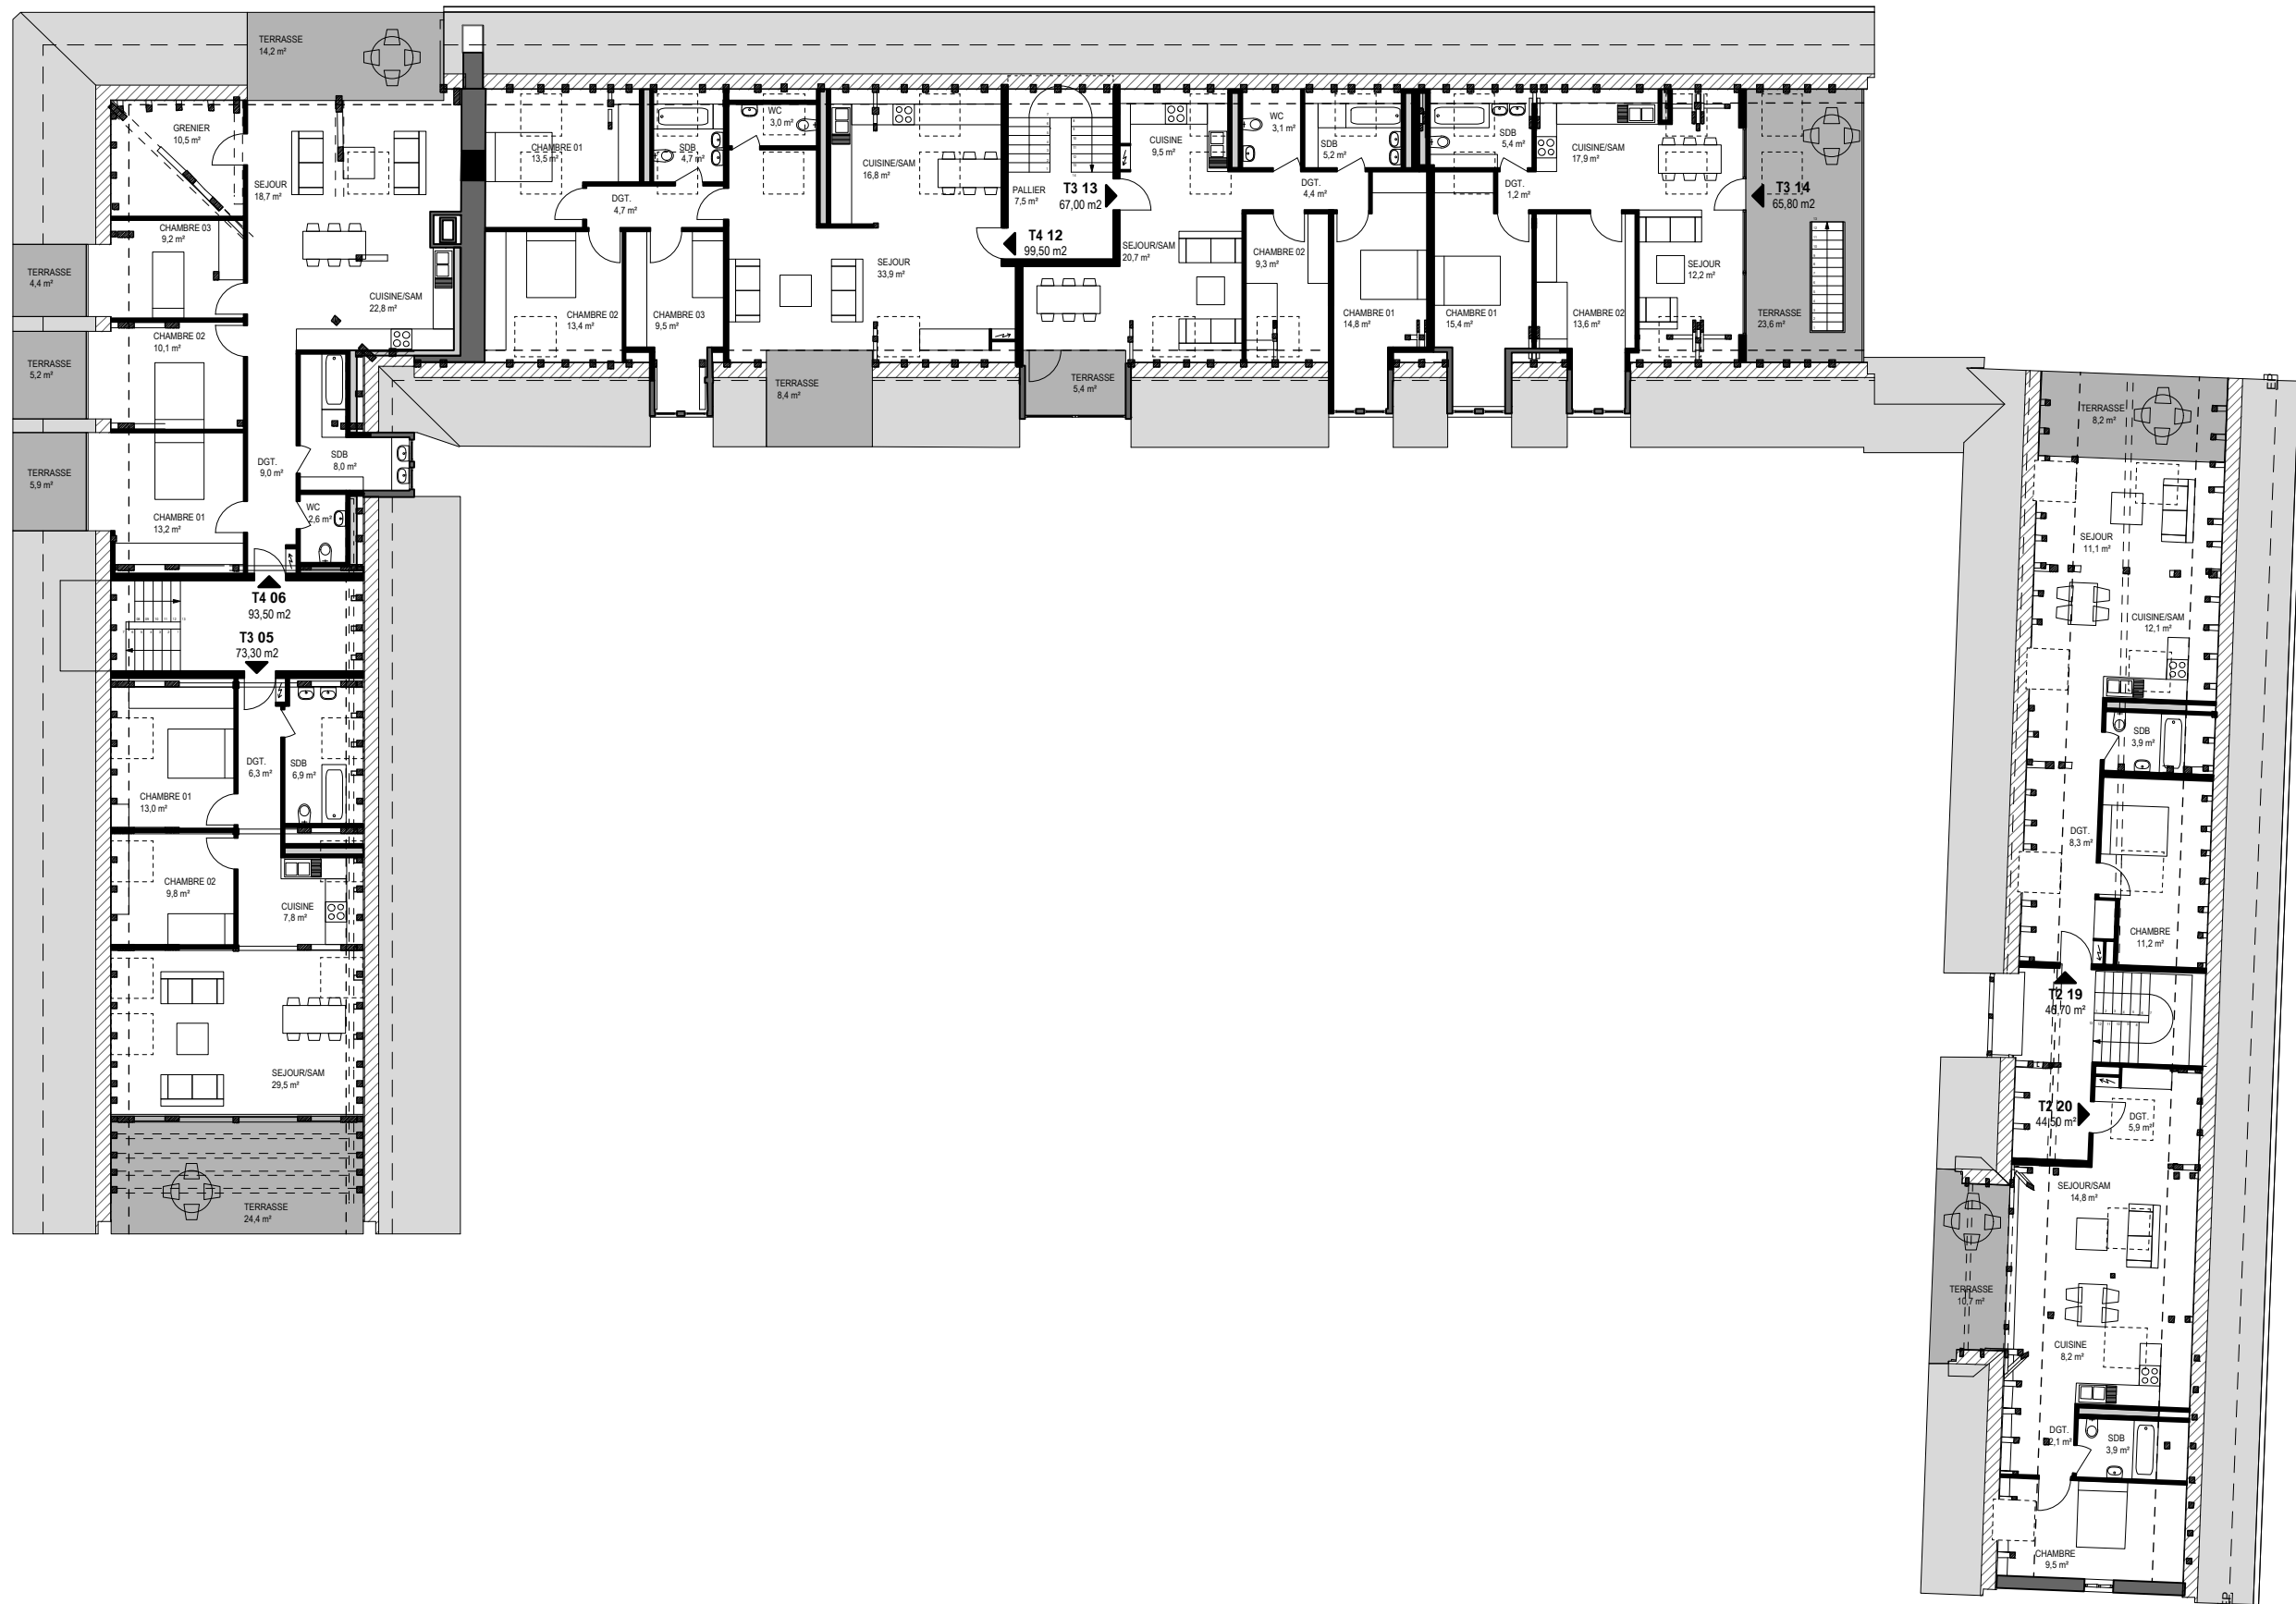 TERRASSE
14,2 m²
GRENIER
10,5 m²
SEJOUR
18,7 m²
CHAMBRE 03
9,2 m²
TERRASSE
4,4 m²
CUISINE/SAM
22,8 m²
CHAMBRE 02
10,1 m²
TERRASSE
5,2 m²
TERRASSE
5,9 m²
DGT.
9,0 m²
SDB
8,0 m²
CHAMBRE 01
13,2 m²
WC
2,6 m²
T4 06
93,50 m2
T3 05
73,30 m2
DGT.
6,3 m²
SDB
6,9 m²
CHAMBRE 01
13,0 m²
CHAMBRE 02
9,8 m²
CUISINE
7,8 m²
SEJOUR/SAM
29,5 m²
TERRASSE
24,4 m²
CHAMBRE 01
13,5 m²
SDB
4,7 m²
WC
3,0 m²
DGT.
4,7 m²
CUISINE/SAM
16,8 m²
CHAMBRE 02
13,4 m²
CHAMBRE 03
9,5 m²
SEJOUR
33,9 m²
TERRASSE
8,4 m²
PALLIER
7,5 m²
T3 13
67,00 m2
T4 12
99,50 m2
CUISINE
9,5 m²
WC
3,1 m²
SDB
5,2 m²
DGT.
4,4 m²
SEJOUR/SAM
20,7 m²
CHAMBRE 02
9,3 m²
CHAMBRE 01
14,8 m²
TERRASSE
5,4 m²
SDB
5,4 m²
CUISINE/SAM
17,9 m²
DGT.
1,2 m²
T3 14
65,80 m2
SEJOUR
12,2 m²
CHAMBRE 01
15,4 m²
CHAMBRE 02
13,6 m²
TERRASSE
23,6 m²
EP
TERRASSE
8,2 m²
SEJOUR
11,1 m²
CUISINE/SAM
12,1 m²
SDB
3,9 m²
DGT.
8,3 m²
CHAMBRE
11,2 m²
T2 19
46,70 m²
T2 20
44,50 m²
DGT.
5,9 m²
SEJOUR/SAM
14,8 m²
TERRASSE
10,7 m²
CUISINE
8,2 m²
DGT.
2,1 m²
SDB
3,9 m²
CHAMBRE
9,5 m²
EP